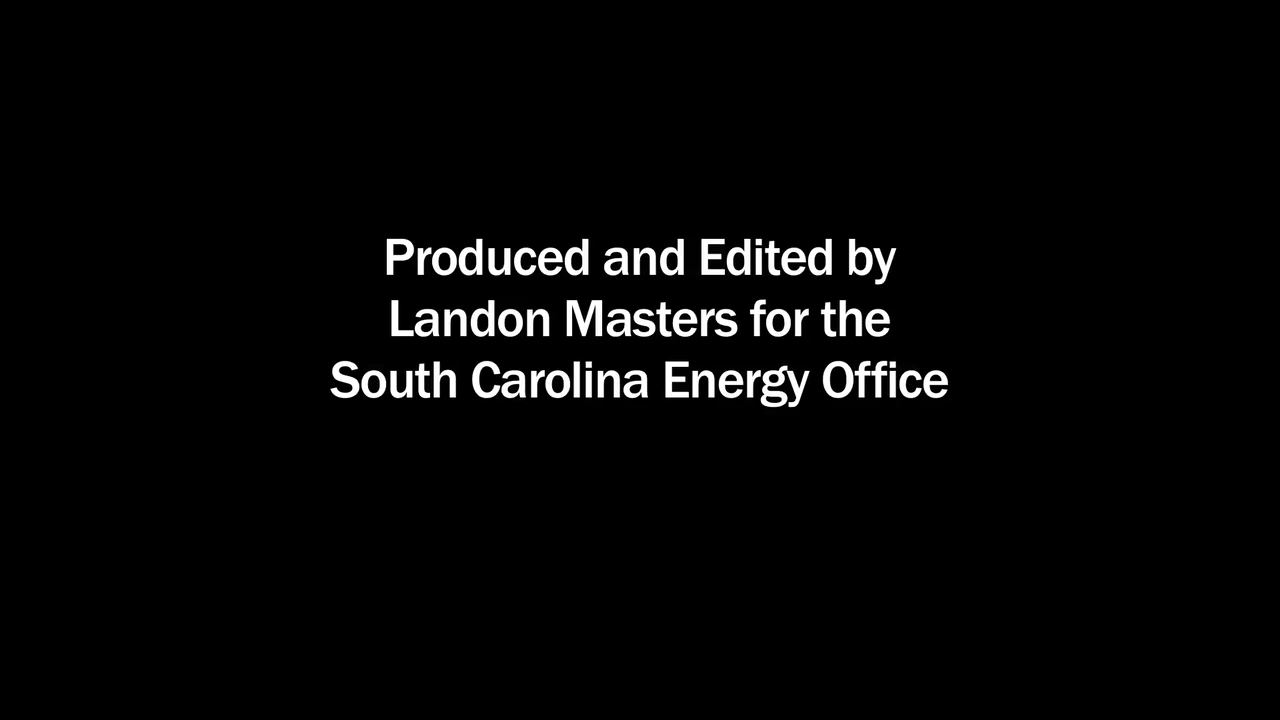 Produced and Edited by
Landon Masters for the
South Carolina Energy Office